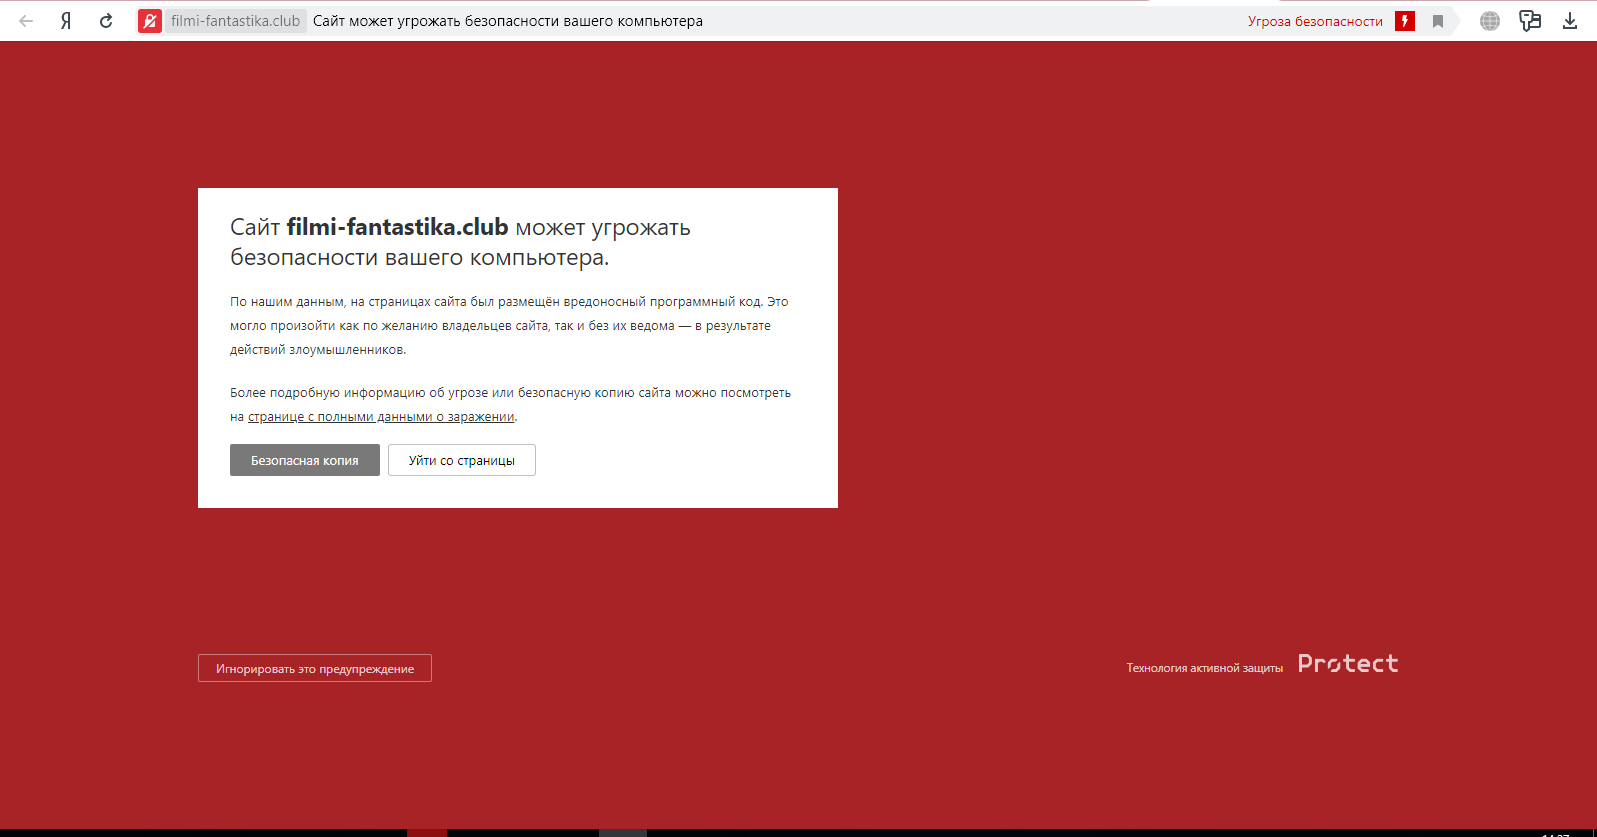 filmi-fantastika.club Сайт может угрожать безопасности вашего компьютера Угроза безопасности
Сайт filmi-fantastika.club может угрожать
безопасности вашего компьютера.
По нашим данным, на страницах сайта был размещён вредоносный программный код. Это
могло произойти как по желанию владельцев сайта, так и без их ведома — в результате
действий злоумышленников.
Более подробную информацию об угрозе или безопасную копию сайта можно посмотреть
на странице с полными данными о заражении.
Безопасная копия Уйти со страницы
Игнорировать это предупреждение
Технология активной защиты Protect